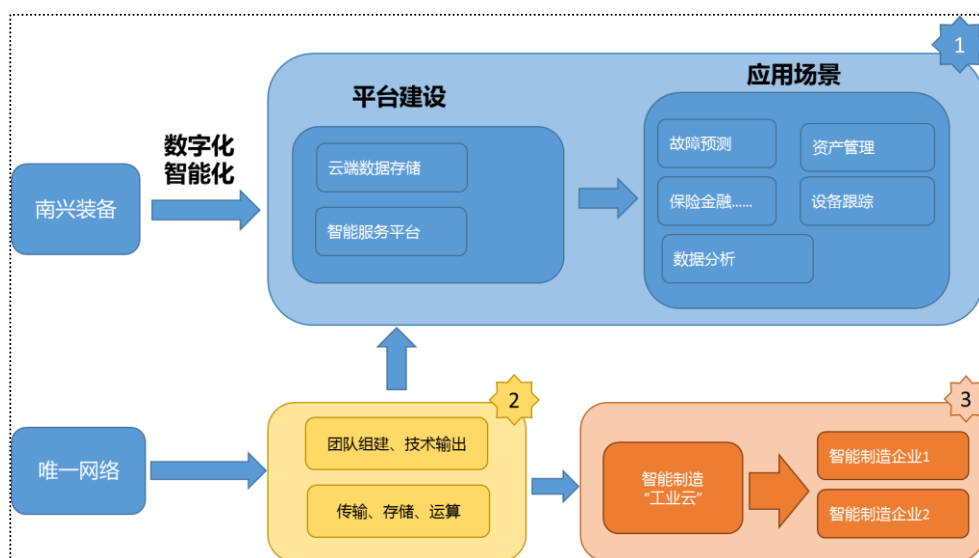 1
平台建设
应用场景
数字化
智能化
南兴装备
云端数据存储
智能服务平台
故障预测
资产管理
保险金融......
设备跟踪
数据分析
2
3
唯一网络
团队组建、技术输出
传输、存储、运算
智能制造
“工业云”
智能制造企业1
智能制造企业2